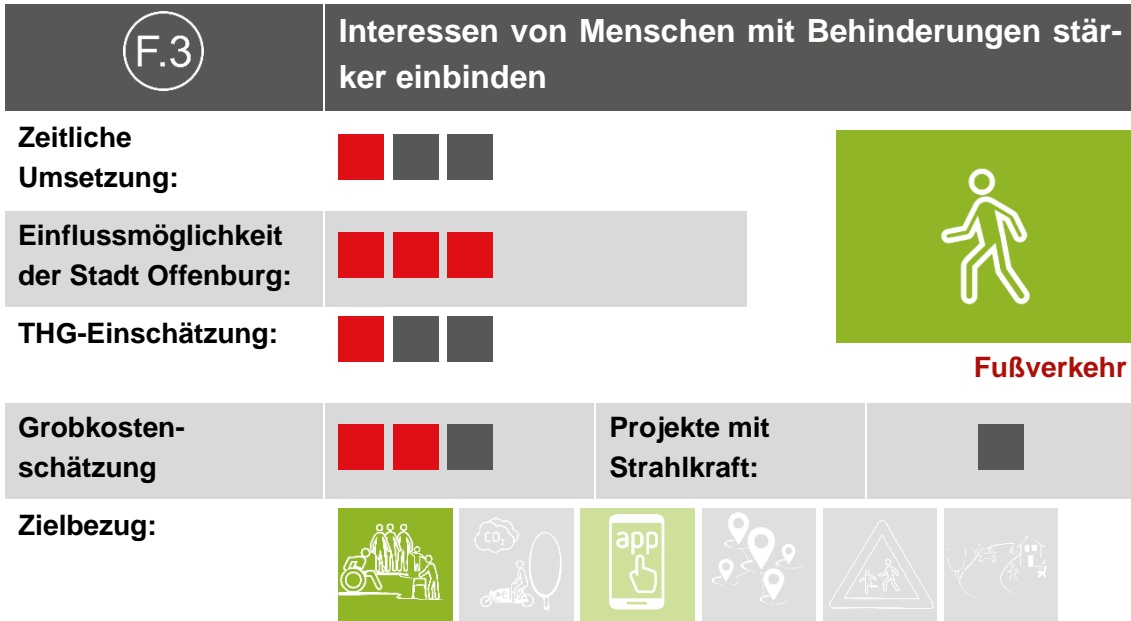 F.3
Interessen von Menschen mit Behinderungen stär-
ker einbinden
Zeitliche
Umsetzung:
Einflussmöglichkeit
der Stadt Offenburg:
THG-Einschätzung:
Fußverkehr
Grobkosten-
schätzung
Projekte mit
Strahlkraft:
Zielbezug:
CO₂
app